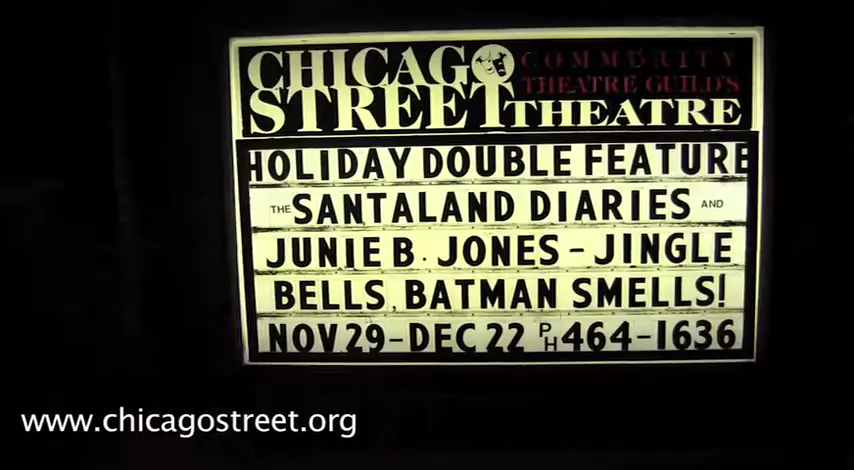 CHICAGO
COMMUNITY
THEATRE GUILD'S
STREET THEATRE
HOLIDAY DOUBLE FEATURE
THE SANTALAND DIARIES AND
JUNIE B. JONES - JINGLE
BELLS, BATMAN SMELLS!
NOV 29 - DEC 22 PH 464-1636
www.chicagostreet.org